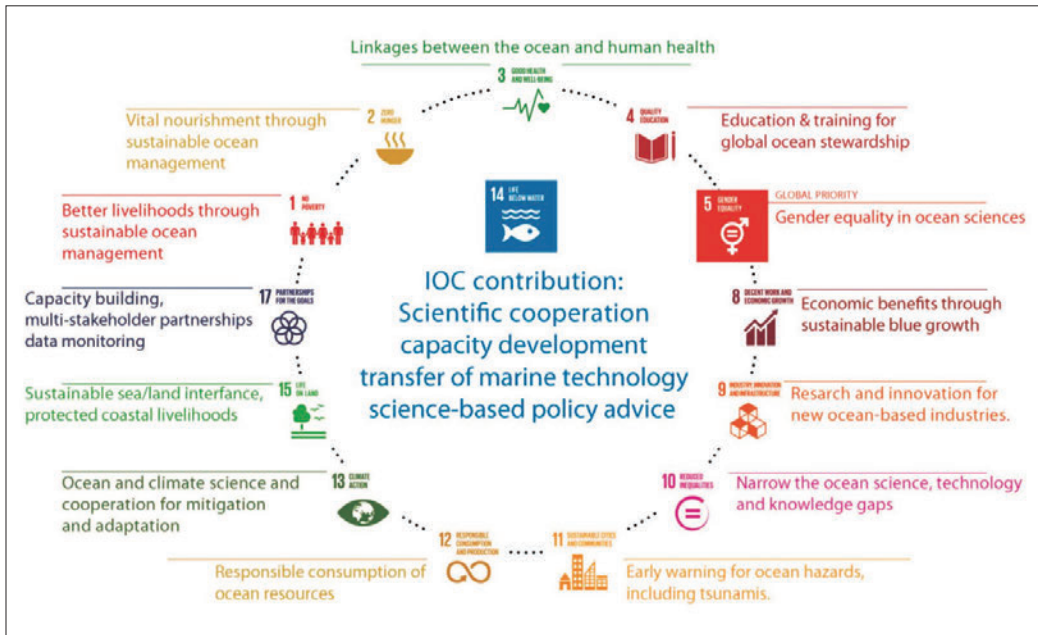 Linkages between the ocean and human health
3 GOOD HEALTH
AND WELL-BEING
2 ZERO
HUNGER
Vital nourishment through
sustainable ocean
management
4 QUALITY
EDUCATION
Education & training for
global ocean stewardship
1 NO
POVERTY
Better livelihoods through
sustainable ocean
management
14 LIFE
BELOW WATER
5 GENDER
EQUALITY
GLOBAL PRIORITY
Gender equality in ocean sciences
17 PARTNERSHIPS
FOR THE GOALS
Capacity building,
multi-stakeholder partnerships
data monitoring
IOC contribution:
Scientific cooperation
capacity development
transfer of marine technology
science-based policy advice
8 DECENT WORK AND
ECONOMIC GROWTH
Economic benefits through
sustainable blue growth
15 LIFE
ON LAND
Sustainable sea/land interfance,
protected coastal livelihoods
9 INDUSTRY, INNOVATION
AND INFRASTRUCTURE
Resarch and innovation for
new ocean-based industries.
13 CLIMATE
ACTION
Ocean and climate science and
cooperation for mitigation
and adaptation
10 REDUCED
INEQUALITIES
Narrow the ocean science, technology
and knowledge gaps
12 RESPONSIBLE
CONSUMPTION
AND PRODUCTION
Responsible consumption of
ocean resources
11 SUSTAINABLE CITIES
AND COMMUNITIES
Early warning for ocean hazards,
including tsunamis.